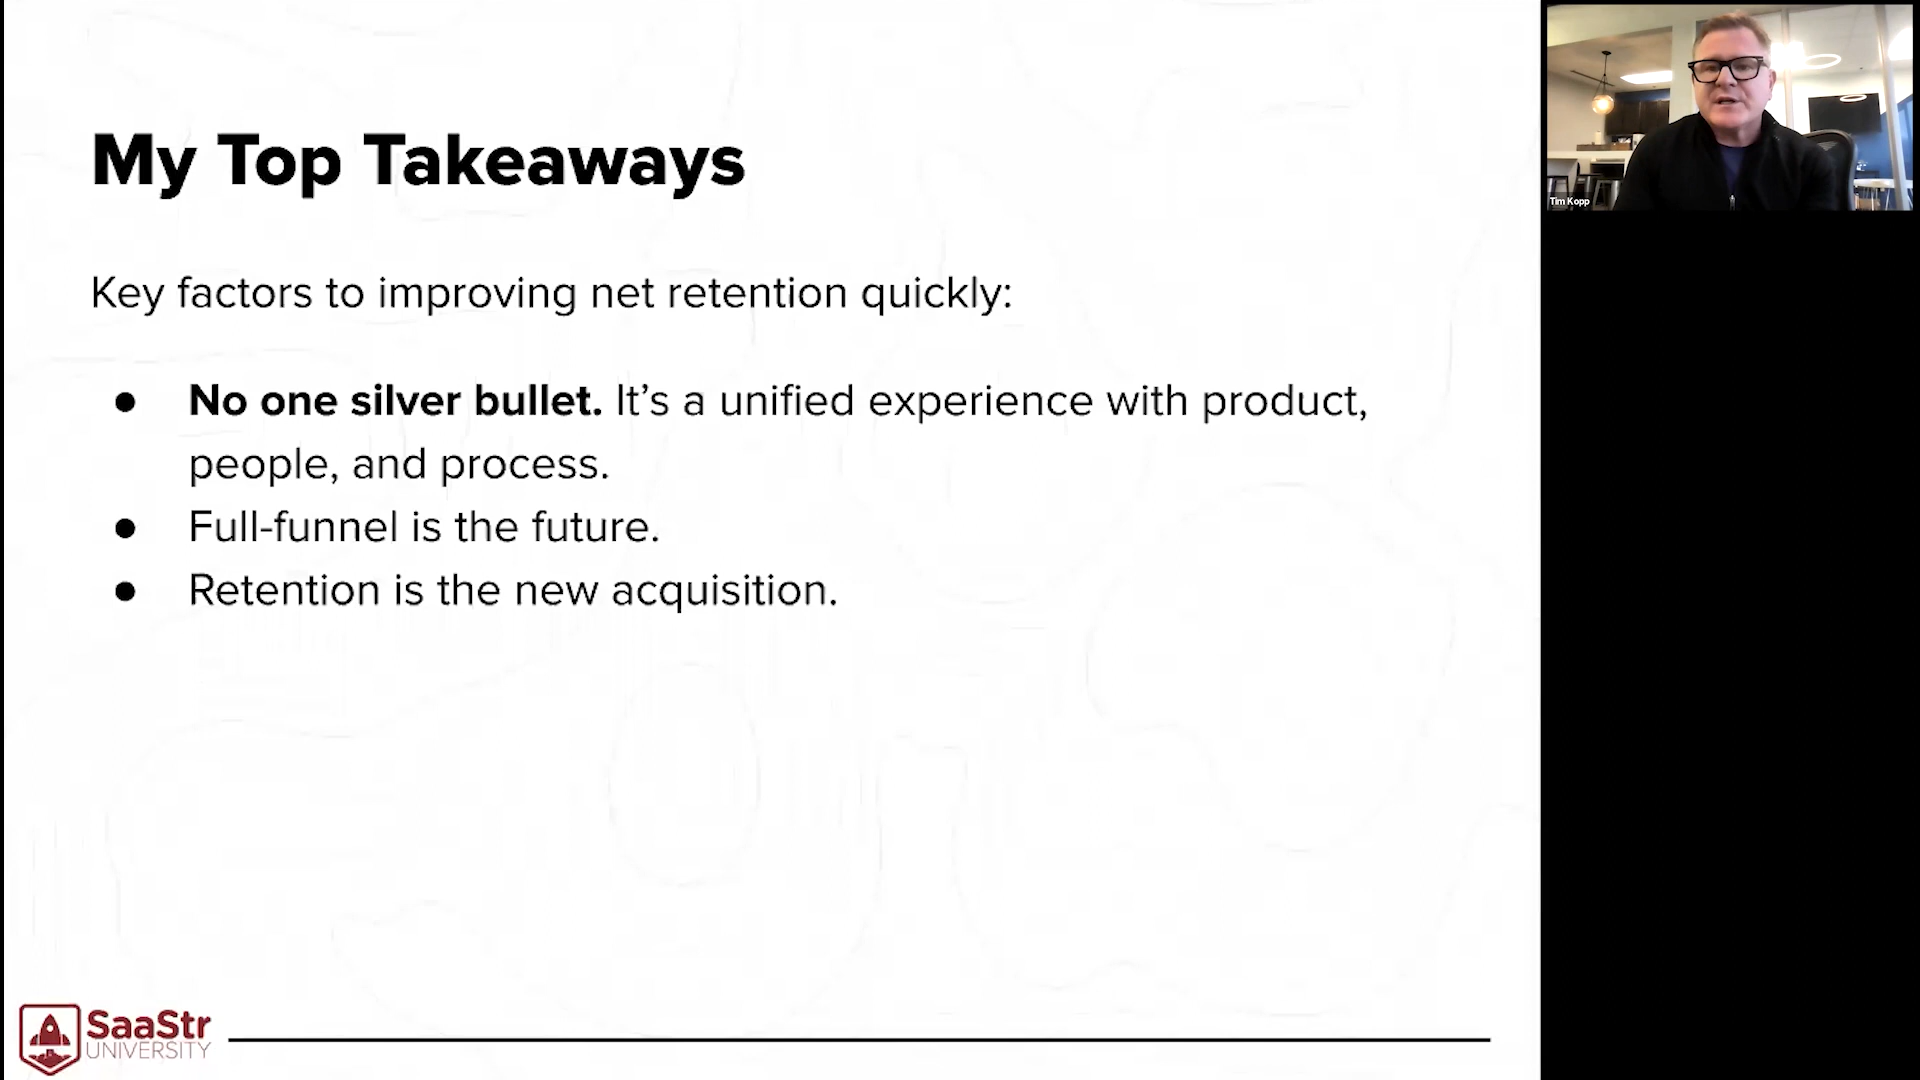 My Top Takeaways
Key factors to improving net retention quickly:
● No one silver bullet. It’s a unified experience with product,
people, and process.
● Full-funnel is the future.
● Retention is the new acquisition.
SaaStr
UNIVERSITY
Tim Kopp